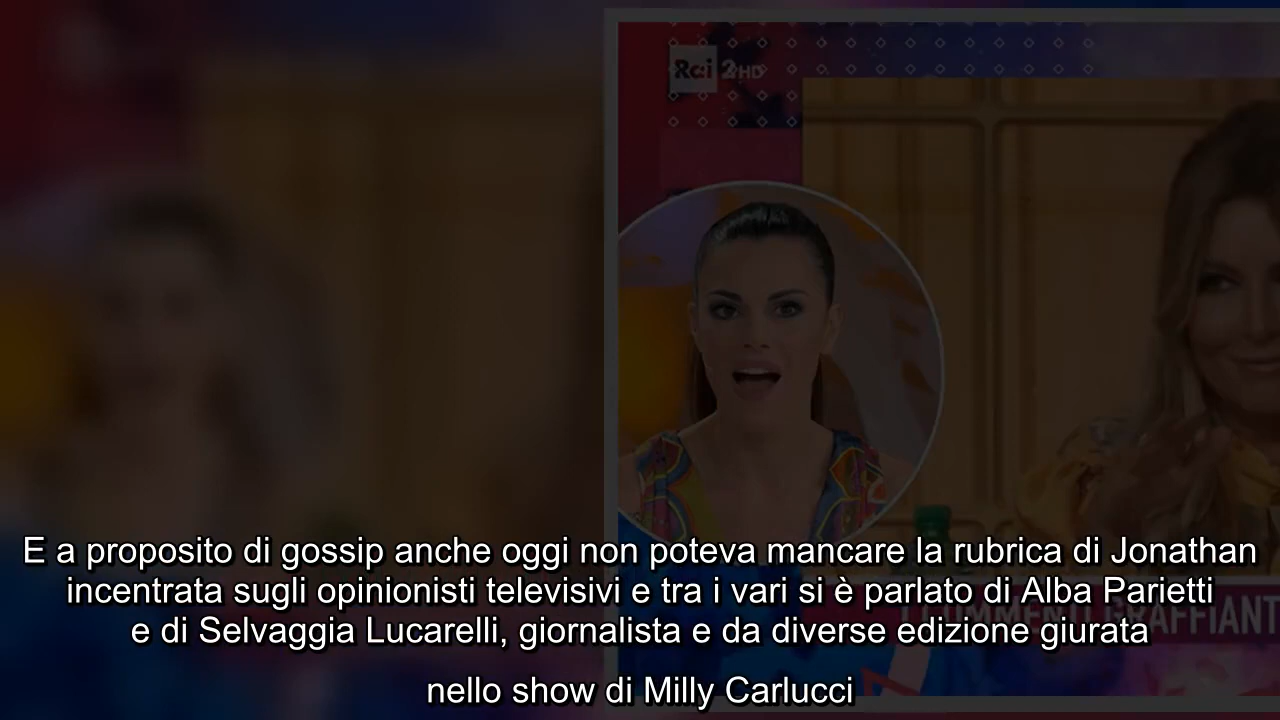 Rai 2HD
E a proposito di gossip anche oggi non poteva mancare la rubrica di Jonathan
incentrata sugli opinionisti televisivi e tra i vari si è parlato di Alba Parietti
I COMMENTI GRAFFIANT
e di Selvaggia Lucarelli, giornalista e da diverse edizione giurata
nello show di Milly Carlucci